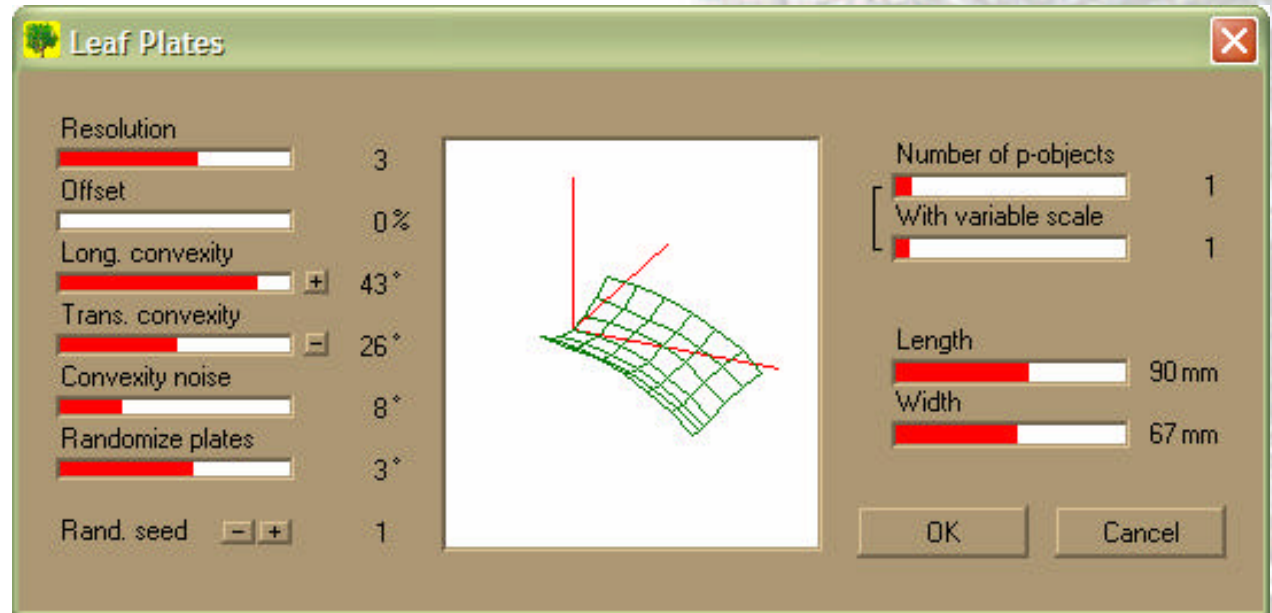 Leaf Plates
Resolution
3
Offset
0%
Long. convexity
+ 43°
Trans. convexity
- 26°
Convexity noise
8°
Randomize plates
3°
Rand. seed - + 1
Number of p-objects
1
With variable scale
1
Length
90 mm
Width
67 mm
OK Cancel